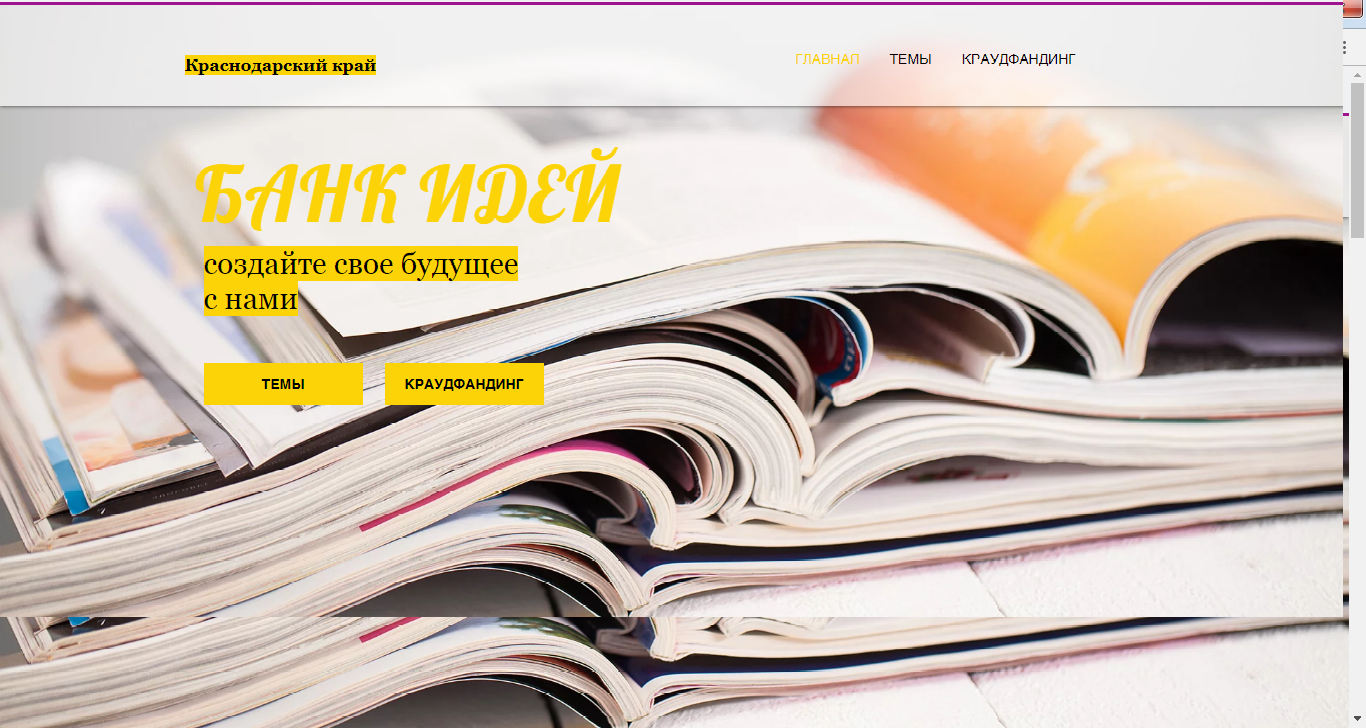 Краснодарский край
ГЛАВНАЯ
ТЕМЫ
КРАУДФАНДИНГ
БАНК ИДЕЙ
создайте свое будущее
с нами
ТЕМЫ
КРАУДФАНДИНГ